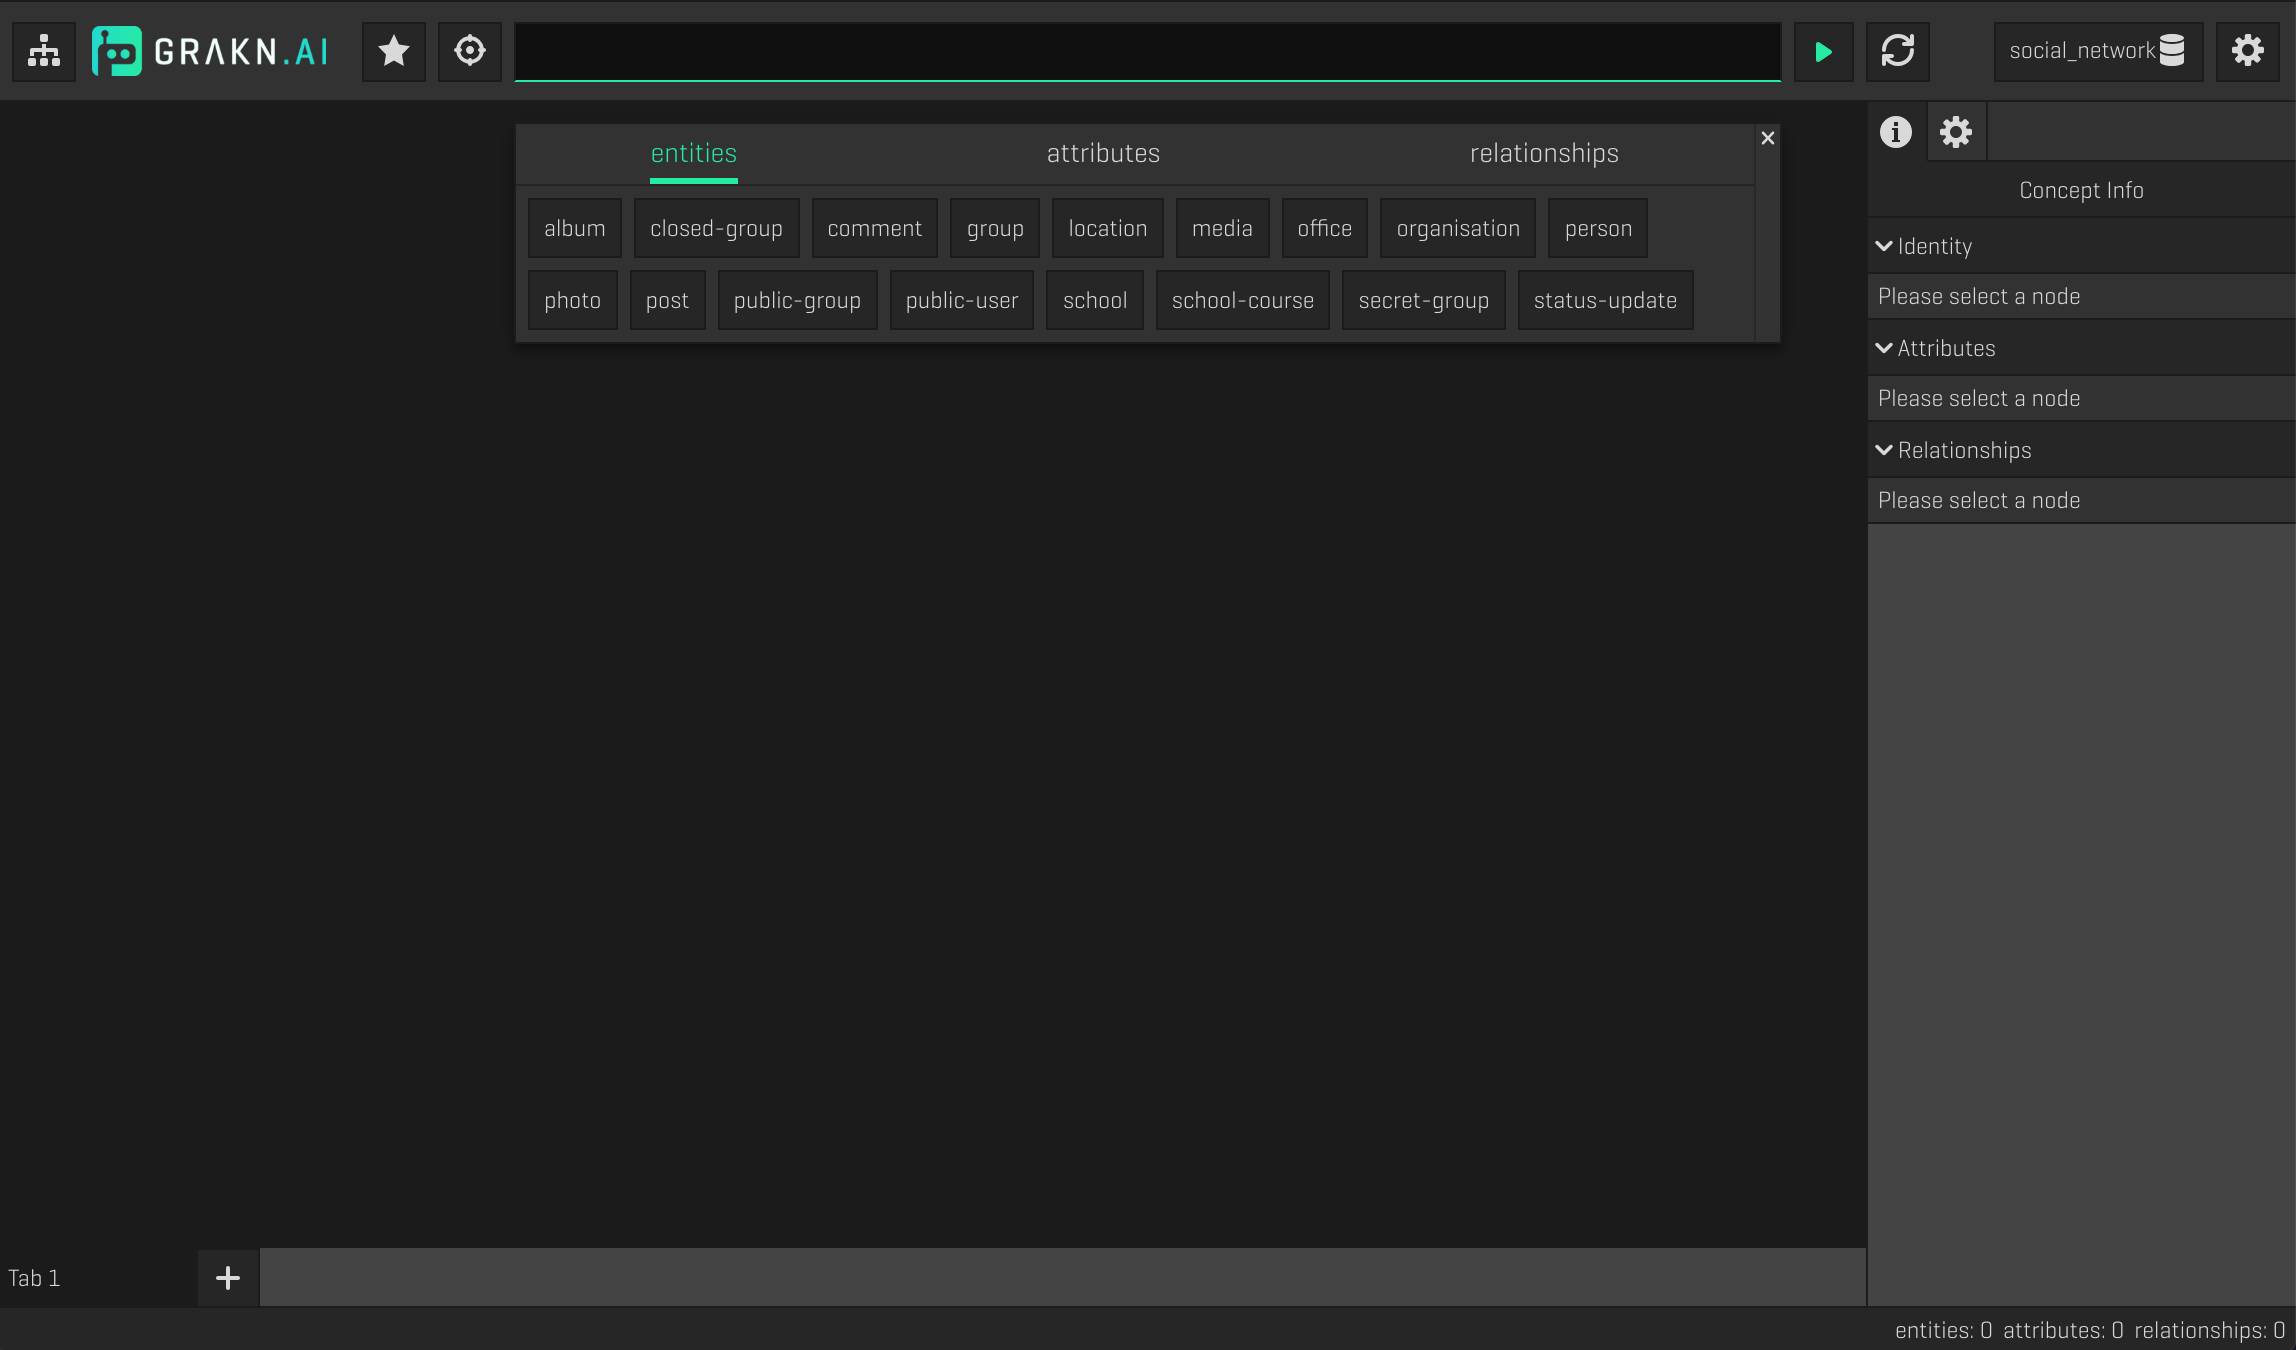 GRAKN.AI social_network
entities attributes relationships
album closed-group comment group location media office organisation person
photo post public-group public-user school school-course secret-group status-update
Concept Info
Identity
Please select a node
Attributes
Please select a node
Relationships
Please select a node
Tab 1
entities: 0 attributes: 0 relationships: 0